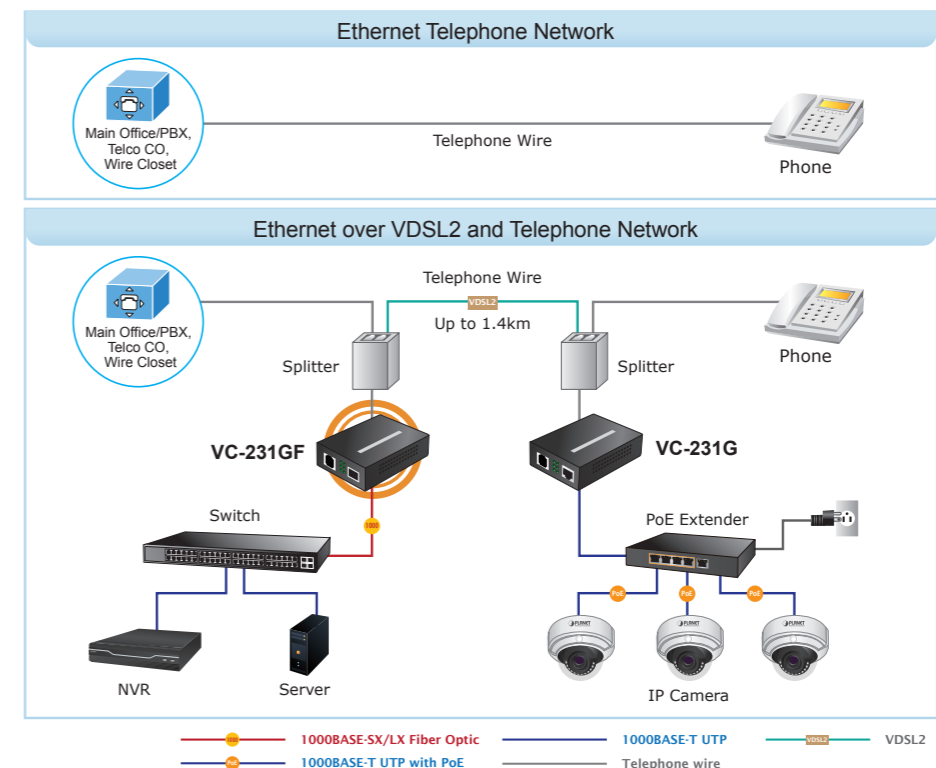 Ethernet Telephone Network
Main Office/PBX,
Telco CO,
Wire Closet
Telephone Wire
Phone
Ethernet over VDSL2 and Telephone Network
Main Office/PBX,
Telco CO,
Wire Closet
Telephone Wire
VDSL2
Up to 1.4km
Splitter
Splitter
Phone
VC-231GF
VC-231G
1000
Switch
PoE Extender
PoE
PoE
PoE
PLANET
PLANET
PLANET
NVR
Server
IP Camera
1000
1000BASE-SX/LX Fiber Optic
1000BASE-T UTP
VDSL2
VDSL2
PoE
1000BASE-T UTP with PoE
Telephone wire